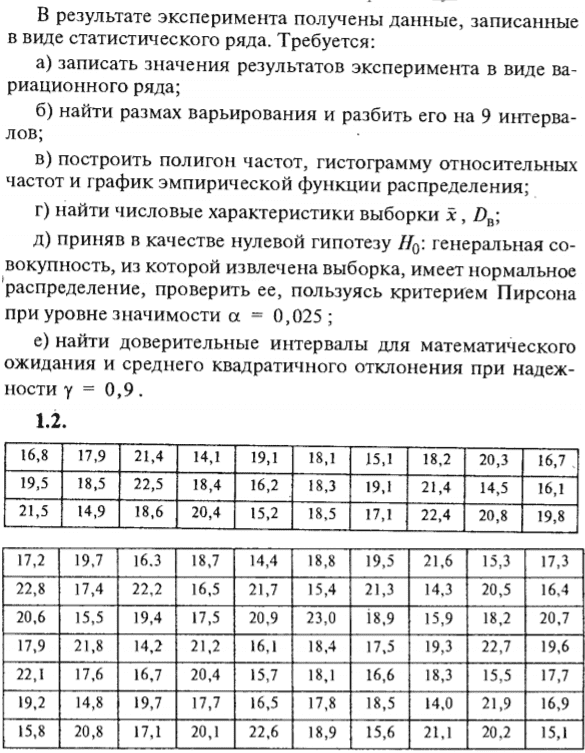 В результате эксперимента получены данные, записанные
в виде статистического ряда. Требуется:
а) записать значения результатов эксперимента в виде ва-
риационного ряда;
б) найти размах варьирования и разбить его на 9 интерва-
лов;
в) построить полигон частот, гистограмму относительных
частот и график эмпирической функции распределения;
г) найти числовые характеристики выборки x̄, Dв;
д) приняв в качестве нулевой гипотезу H₀: генеральная со-
вокупность, из которой извлечена выборка, имеет нормальное
распределение, проверить ее, пользуясь критерием Пирсона
при уровне значимости α = 0,025;
е) найти доверительные интервалы для математического
ожидания и среднего квадратичного отклонения при надеж-
ности γ = 0,9.
1.2.
16,8 17,9 21,4 14,1 19,1 18,1 15,1 18,2 20,3 16,7
19,5 18,5 22,5 18,4 16,2 18,3 19,1 21,4 14,5 16,1
21,5 14,9 18,6 20,4 15,2 18,5 17,1 22,4 20,8 19,8
17,2 19,7 16.3 18,7 14,4 18,8 19,5 21,6 15,3 17,3
22,8 17,4 22,2 16,5 21,7 15,4 21,3 14,3 20,5 16.4
20,6 15,5 19,4 17,5 20,9 23,0 18,9 15,9 18,2 20,7
17,9 21,8 14,2 21,2 16,1 18,4 17,5 19,3 22,7 19,6
22,1 17,6 16,7 20,4 15,7 18,1 16,6 18,3 15,5 17,7
19,2 14,8 19,7 17,7 16,5 17,8 18,5 14,0 21,9 16,9
15,8 20,8 17,1 20,1 22,6 18,9 15,6 21,1 20,2 15,1